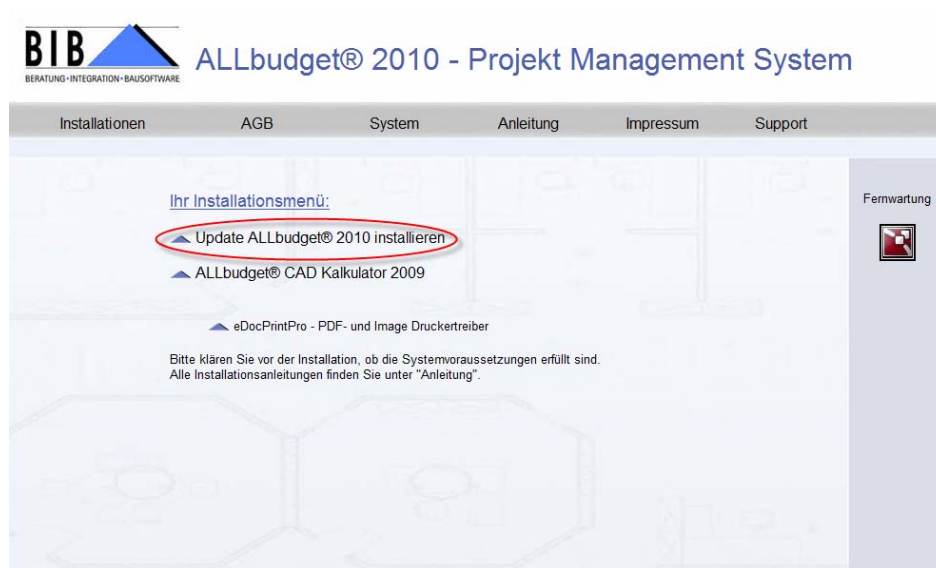 BIB
BERATUNG•INTEGRATION•BAUSOFTWARE
ALLbudget® 2010 - Projekt Management System
Installationen AGB System Anleitung Impressum Support
Ihr Installationsmenü:
Update ALLbudget® 2010 installieren
ALLbudget® CAD Kalkulator 2009
eDocPrintPro - PDF- und Image Druckertreiber
Bitte klären Sie vor der Installation, ob die Systemvoraussetzungen erfüllt sind.
Alle Installationsanleitungen finden Sie unter "Anleitung".
Fernwartung